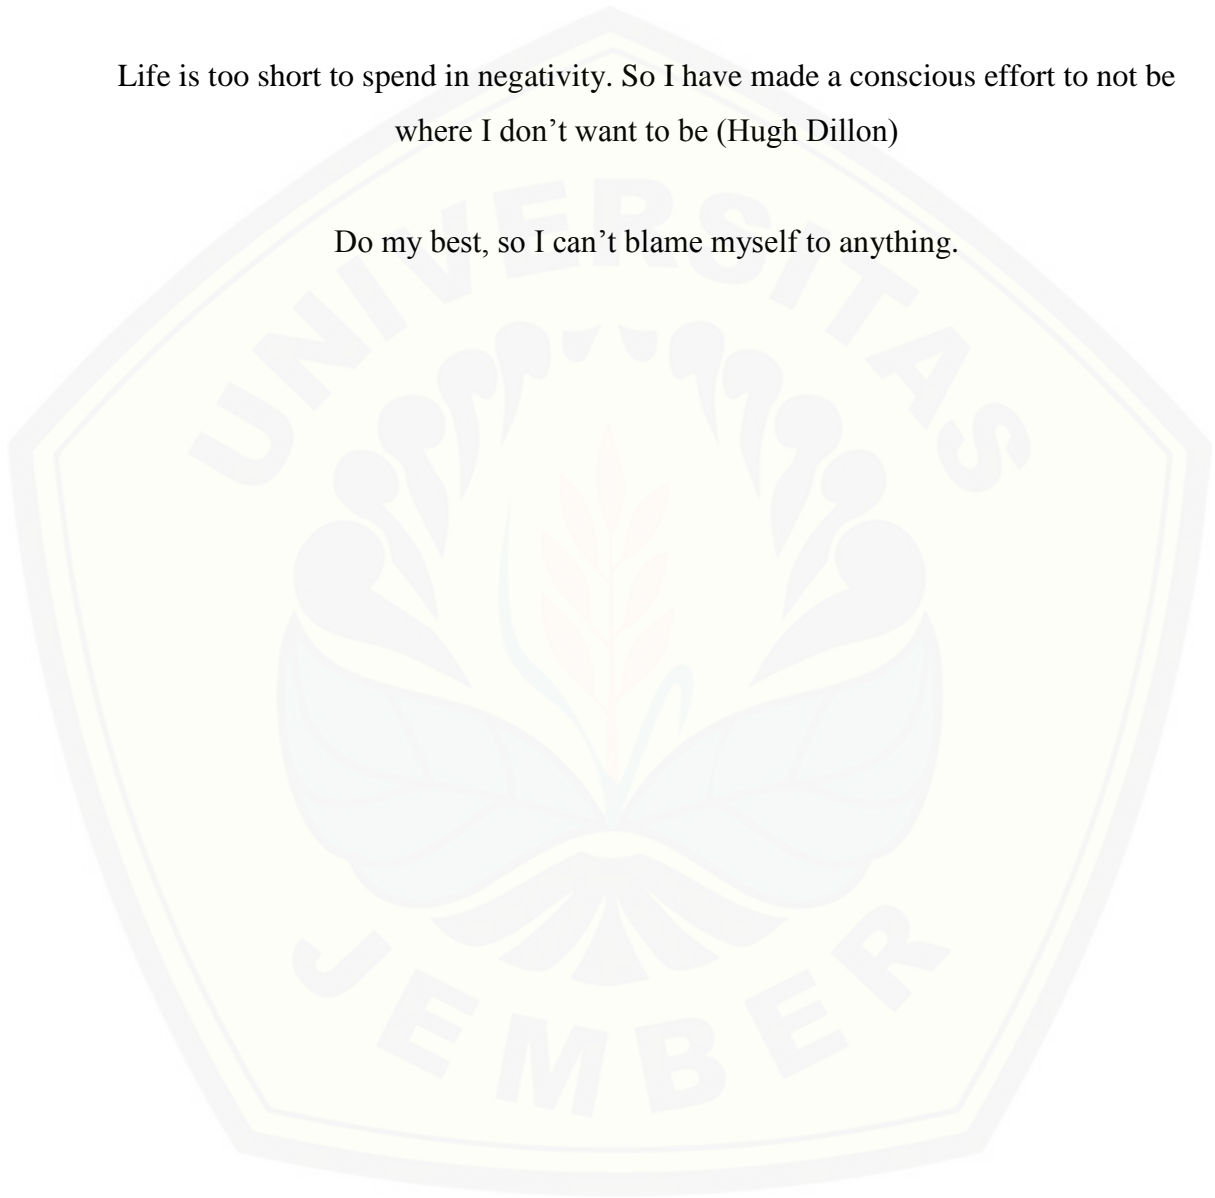 Life is too short to spend in negativity. So I have made a conscious effort to not be
where I don’t want to be (Hugh Dillon)
Do my best, so I can’t blame myself to anything.
UNIVERSITAS
JEMBER